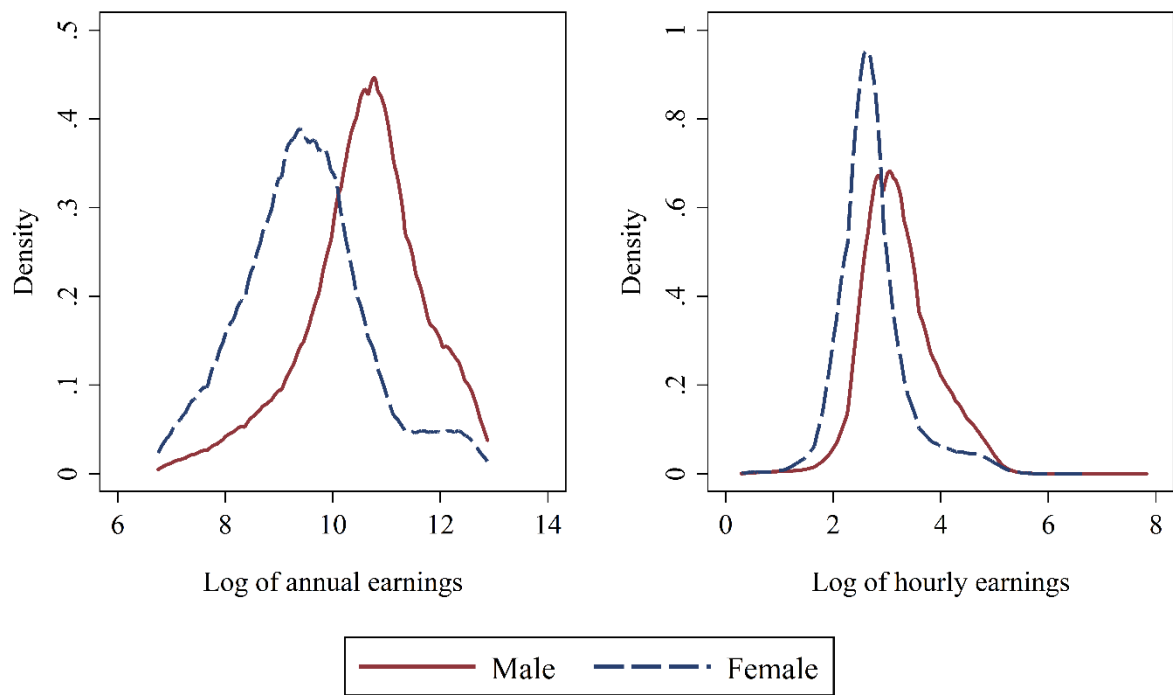 .5
.4
.3
.2
.1
0
Density
6 8 10 12 14
Log of annual earnings
1
.8
.6
.4
.2
0
Density
0 2 4 6 8
Log of hourly earnings
Male Female